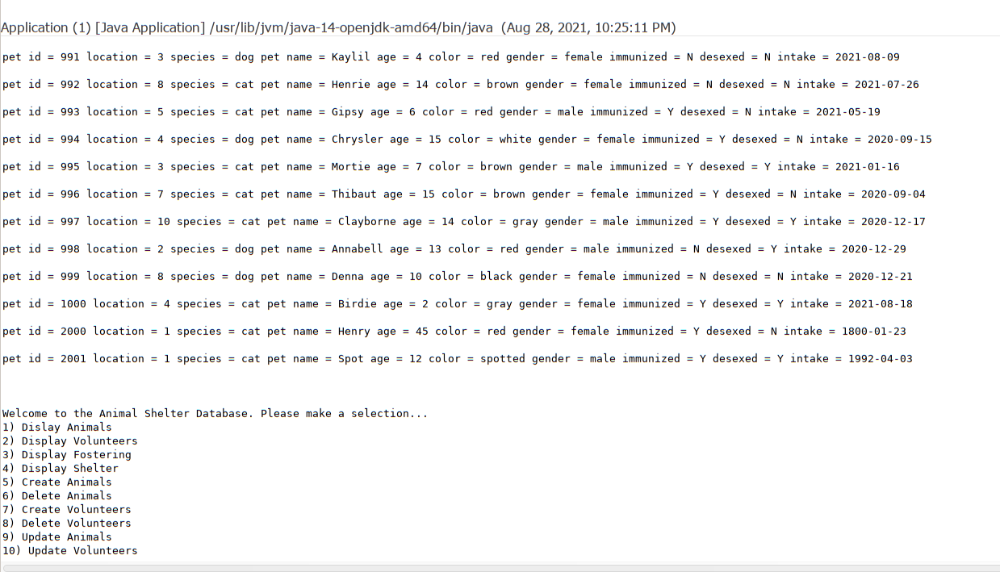 Application (1) [Java Application] /usr/lib/jvm/java-14-openjdk-amd64/bin/java (Aug 28, 2021, 10:25:11 PM)
pet id = 991 location = 3 species = dog pet name = Kaylil age = 4 color = red gender = female immunized = N desexed = N intake = 2021-08-09
pet id = 992 location = 8 species = cat pet name = Henrie age = 14 color = brown gender = female immunized = N desexed = N intake = 2021-07-26
pet id = 993 location = 5 species = cat pet name = Gipsy age = 6 color = red gender = male immunized = Y desexed = N intake = 2021-05-19
pet id = 994 location = 4 species = dog pet name = Chrysler age = 15 color = white gender = female immunized = Y desexed = N intake = 2020-09-15
pet id = 995 location = 3 species = cat pet name = Mortie age = 7 color = brown gender = male immunized = Y desexed = Y intake = 2021-01-16
pet id = 996 location = 7 species = cat pet name = Thibaut age = 15 color = brown gender = female immunized = Y desexed = N intake = 2020-09-04
pet id = 997 location = 10 species = cat pet name = Clayborne age = 14 color = gray gender = male immunized = Y desexed = Y intake = 2020-12-17
pet id = 998 location = 2 species = dog pet name = Annabell age = 13 color = red gender = male immunized = N desexed = Y intake = 2020-12-29
pet id = 999 location = 8 species = dog pet name = Denna age = 10 color = black gender = female immunized = N desexed = N intake = 2020-12-21
pet id = 1000 location = 4 species = cat pet name = Birdie age = 2 color = gray gender = female immunized = Y desexed = Y intake = 2021-08-18
pet id = 2000 location = 1 species = cat pet name = Henry age = 45 color = red gender = female immunized = Y desexed = N intake = 1800-01-23
pet id = 2001 location = 1 species = cat pet name = Spot age = 12 color = spotted gender = male immunized = Y desexed = Y intake = 1992-04-03
Welcome to the Animal Shelter Database. Please make a selection...
1) Dislay Animals
2) Display Volunteers
3) Display Fostering
4) Display Shelter
5) Create Animals
6) Delete Animals
7) Create Volunteers
8) Delete Volunteers
9) Update Animals
10) Update Volunteers